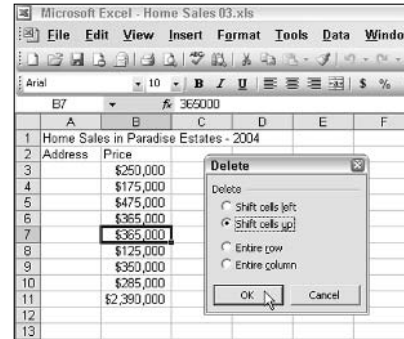 Microsoft Excel - Home Sales 03.xls
File Edit View Insert Format Tools Data Windo
Arial 10 B I U $ %
B7 fx 365000
A B C D E F
1 Home Sales in Paradise Estates - 2004
2 Address Price
3 $250,000
4 $175,000
5 $475,000
6 $365,000
7 $365,000
8 $125,000
9 $350,000
10 $285,000
11 $2,390,000
12
13
Delete
Delete
Shift cells left
Shift cells up
Entire row
Entire column
OK Cancel